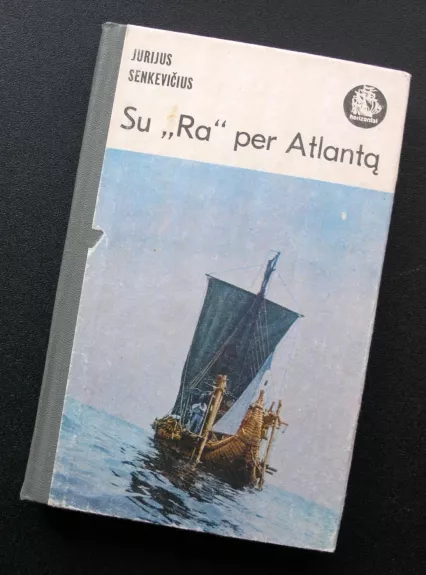 JURIJUS
SENKEVIČIUS
Su „Ra“ per Atlantą
horizontai